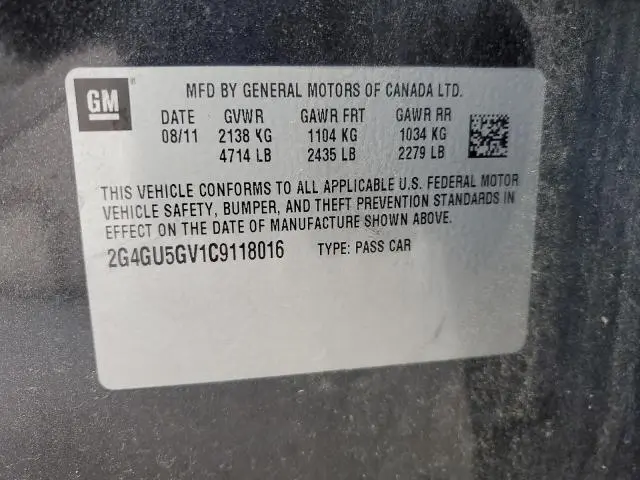 GM
®
MFD BY GENERAL MOTORS OF CANADA LTD.
DATE GVWR GAWR FRT GAWR RR
08/11 2138 KG 1104 KG 1034 KG
4714 LB 2435 LB 2279 LB
THIS VEHICLE CONFORMS TO ALL APPLICABLE U.S. FEDERAL MOTOR
VEHICLE SAFETY, BUMPER, AND THEFT PREVENTION STANDARDS IN
EFFECT ON THE DATE OF MANUFACTURE SHOWN ABOVE.
2G4GU5GV1C9118016 TYPE: PASS CAR